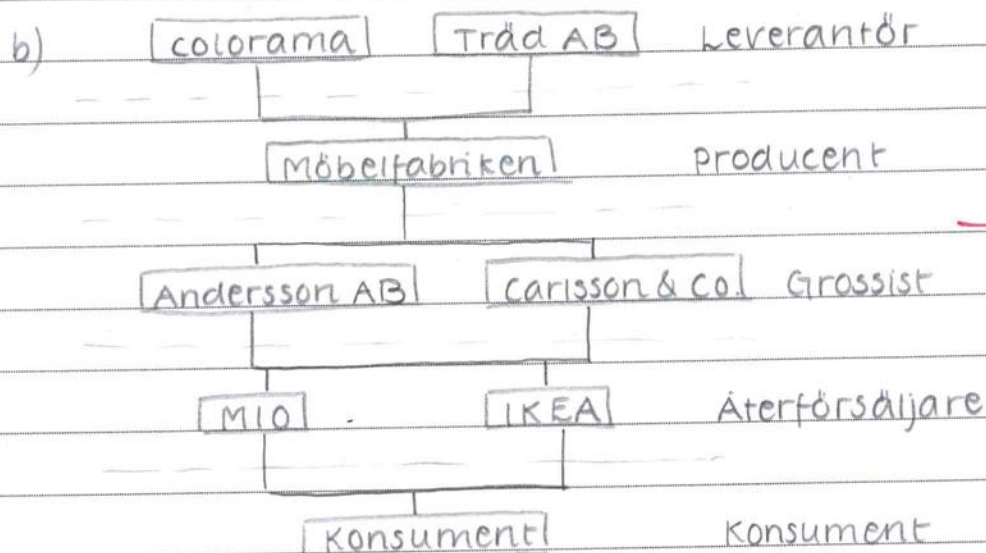 b) colorama Träd AB Leverantör
Möbelfabriken producent
Andersson AB Carlsson & Co. Grossist
MIO IKEA Återförsäljare
Konsument Konsument